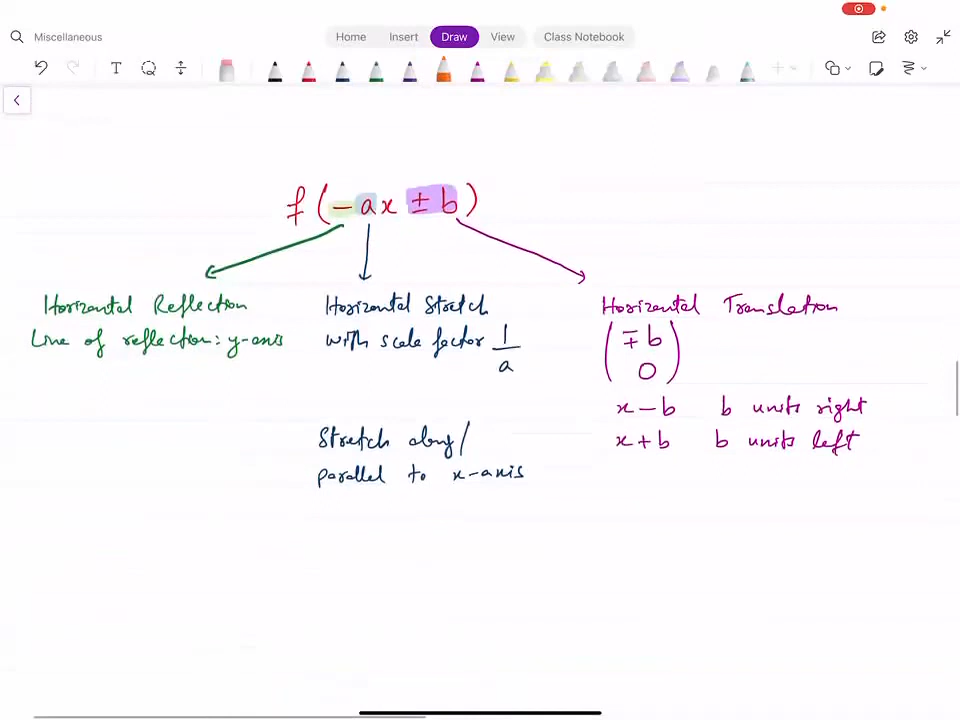 Miscellaneous
Home Insert Draw View Class Notebook
T
f(-ax ± b)
Horizontal Reflection
Line of reflection: y-axis
Horizontal Stretch
with scale factor 1/a
Stretch along/
parallel to x-axis
Horizontal Translation
(∓b
0)
x - b b units right
x + b b units left